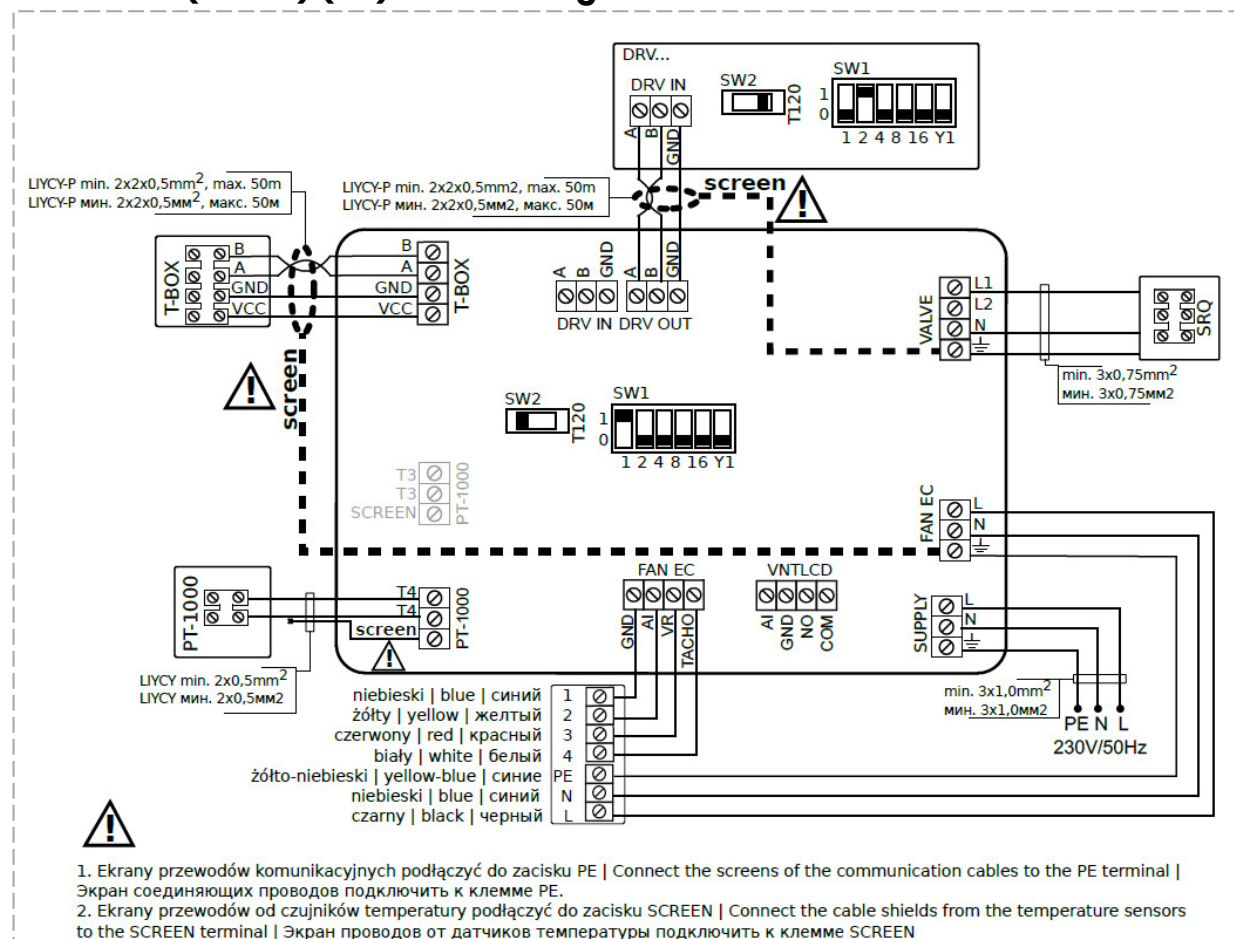 DRV...
DRV IN
SW2
T120
SW1
1
0
1 2 4 8 16 Y1
A
B
GND
LIYCY-P min. 2x2x0,5mm², max. 50m
LIYCY-P мин. 2x2x0,5мм², макс. 50м
LIYCY-P min. 2x2x0,5mm2, max. 50m
LIYCY-P мин. 2x2x0,5мм2, макс. 50м
screen
T-BOX
B
A
GND
VCC
B
A
GND
VCC
T-BOX
A
B
GND
A
B
GND
DRV IN DRV OUT
VALVE
L1
L2
N
SRQ
min. 3x0,75mm²
мин. 3x0,75мм2
screen
SW2
T120
SW1
1
0
1 2 4 8 16 Y1
T3
T3
SCREEN
PT-1000
FAN EC
L
N
PT-1000
T4
T4
screen
PT-1000
LIYCY min. 2x0,5mm²
LIYCY мин. 2x0,5мм2
FAN EC
GND
AI
VR
TACHO
VNTLCD
AI
GND
NO
COM
SUPPLY
L
N
min. 3x1,0mm²
мин. 3x1,0мм2
PE N L
230V/50Hz
niebieski | blue | синий 1
żółty | yellow | желтый 2
czerwony | red | красный 3
biały | white | белый 4
żółto-niebieski | yellow-blue | синие PE
niebieski | blue | синий N
czarny | black | черный L
1. Ekrany przewodów komunikacyjnych podłączyć do zacisku PE | Connect the screens of the communication cables to the PE terminal |
Экран соединяющих проводов подключить к клемме PE.
2. Ekrany przewodów od czujników temperatury podłączyć do zacisku SCREEN | Connect the cable shields from the temperature sensors
to the SCREEN terminal | Экран проводов от датчиков температуры подключить к клемме SCREEN